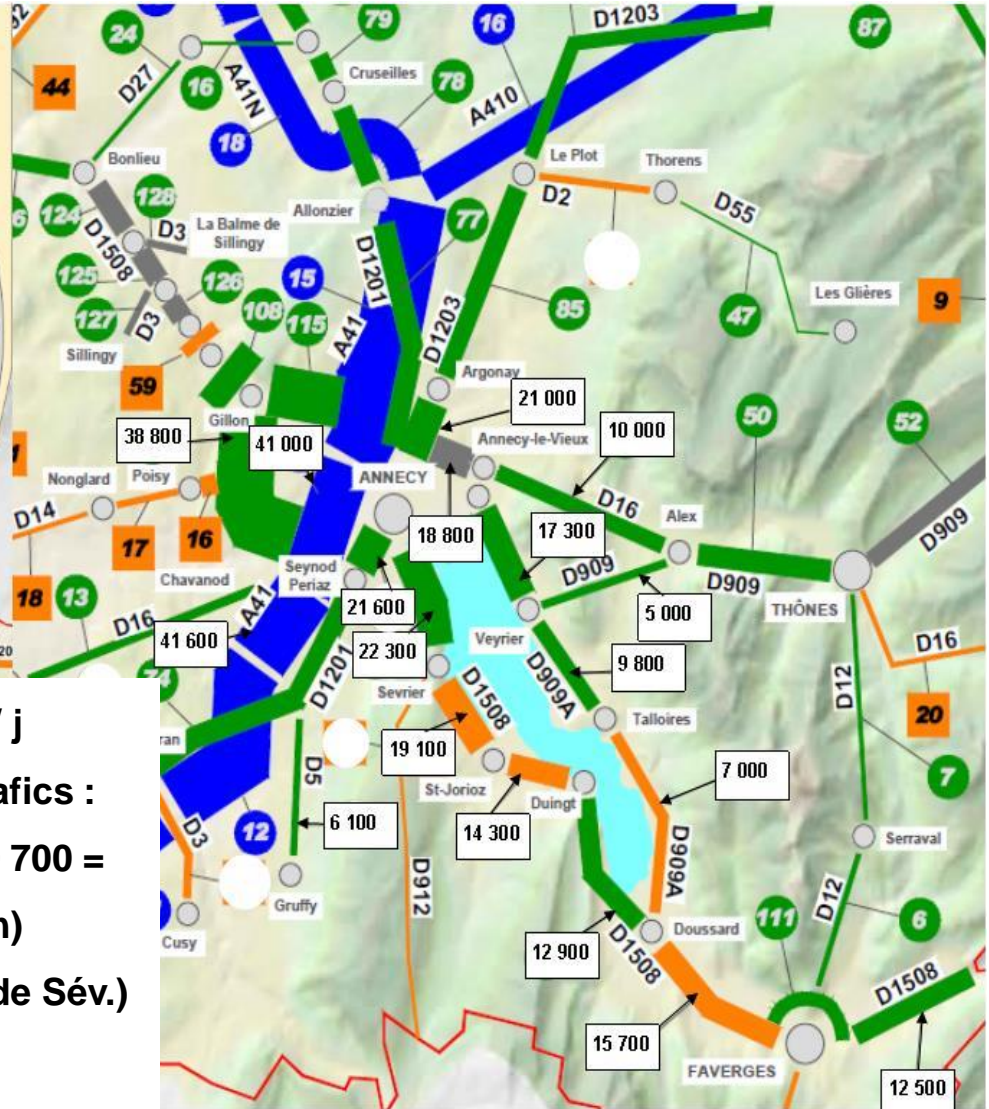 D1203
79
16
87
24
D27
16
A41N
Cruseilles
78
44
18
A410
Bonlieu
Le Plot
Thorens
D2
124
128
D3
La Balme de
Sillingy
Allonzier
77
D55
D1508
125
126
15
D1201
D1203
85
47
Les Glières
9
127
D3
108
115
A41
Sillingy
59
Argonay
21 000
10 000
50
52
Gillon
38 800
41 000
Annecy-le-Vieux
ANNECY
Nonglard
Poisy
D14
17
16
18 800
17 300
D16
Alex
D909
Chavanod
Seynod
Periaz
D909
D909
18
13
21 600
5 000
THÔNES
D16
A41
41 600
22 300
Veyrier
9 800
D16
74
D1201
Sevrier
D1508
D909A
D12
20
Talloires
19 100
7 000
D5
St-Jorioz
7
12
6 100
14 300
Duingt
D3
D909A
Serraval
Gruffy
D912
D12
Cusy
Doussard
111
6
12 900
D1508
D1508
15 700
FAVERGES
12 500
/ j
afics :
700 =
n)
de Sév.)